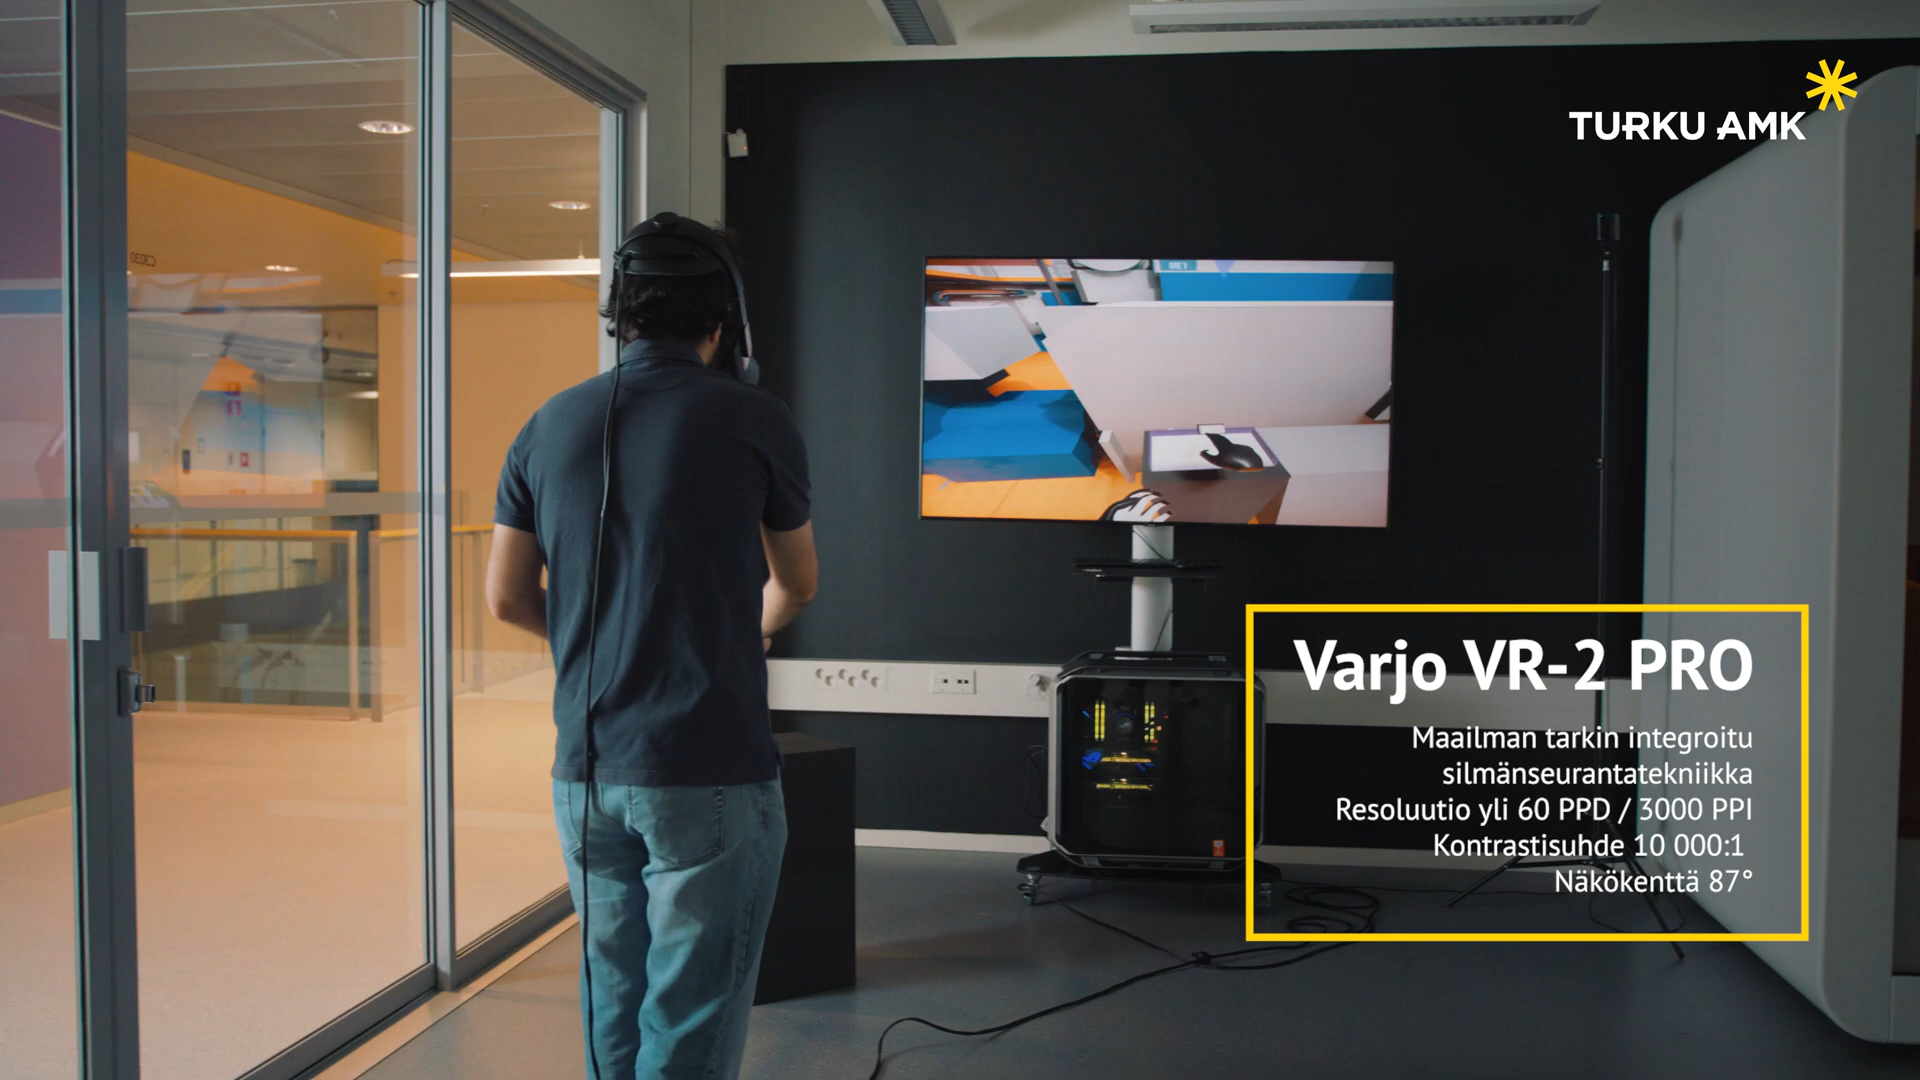 TURKU AMK
C3030
Varjo VR-2 PRO
Maailman tarkin integroitu
silmänseurantatekniikka
Resoluutio yli 60 PPD / 3000 PPI
Kontrastisuhde 10 000:1
Näkökenttä 87°